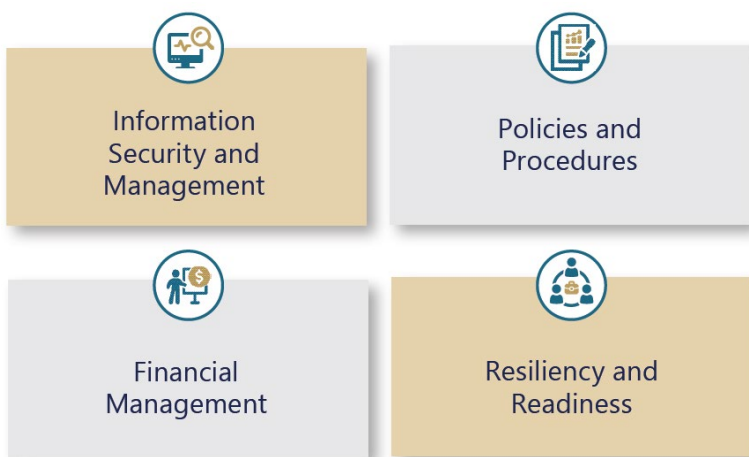 Information
Security and
Management
Policies and
Procedures
Financial
Management
Resiliency and
Readiness